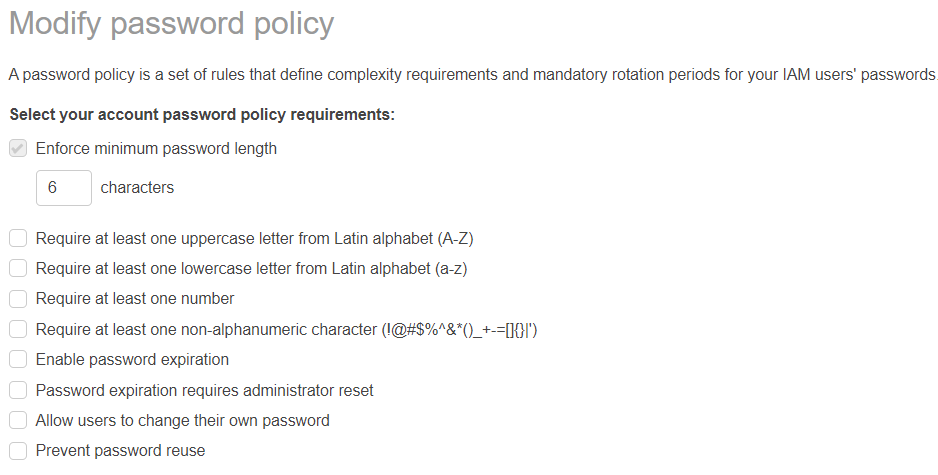 Modify password policy
A password policy is a set of rules that define complexity requirements and mandatory rotation periods for your IAM users' passwords.
Select your account password policy requirements:
Enforce minimum password length
6 characters
Require at least one uppercase letter from Latin alphabet (A-Z)
Require at least one lowercase letter from Latin alphabet (a-z)
Require at least one number
Require at least one non-alphanumeric character (!@#$%^&*()_+-=[]{}|')
Enable password expiration
Password expiration requires administrator reset
Allow users to change their own password
Prevent password reuse